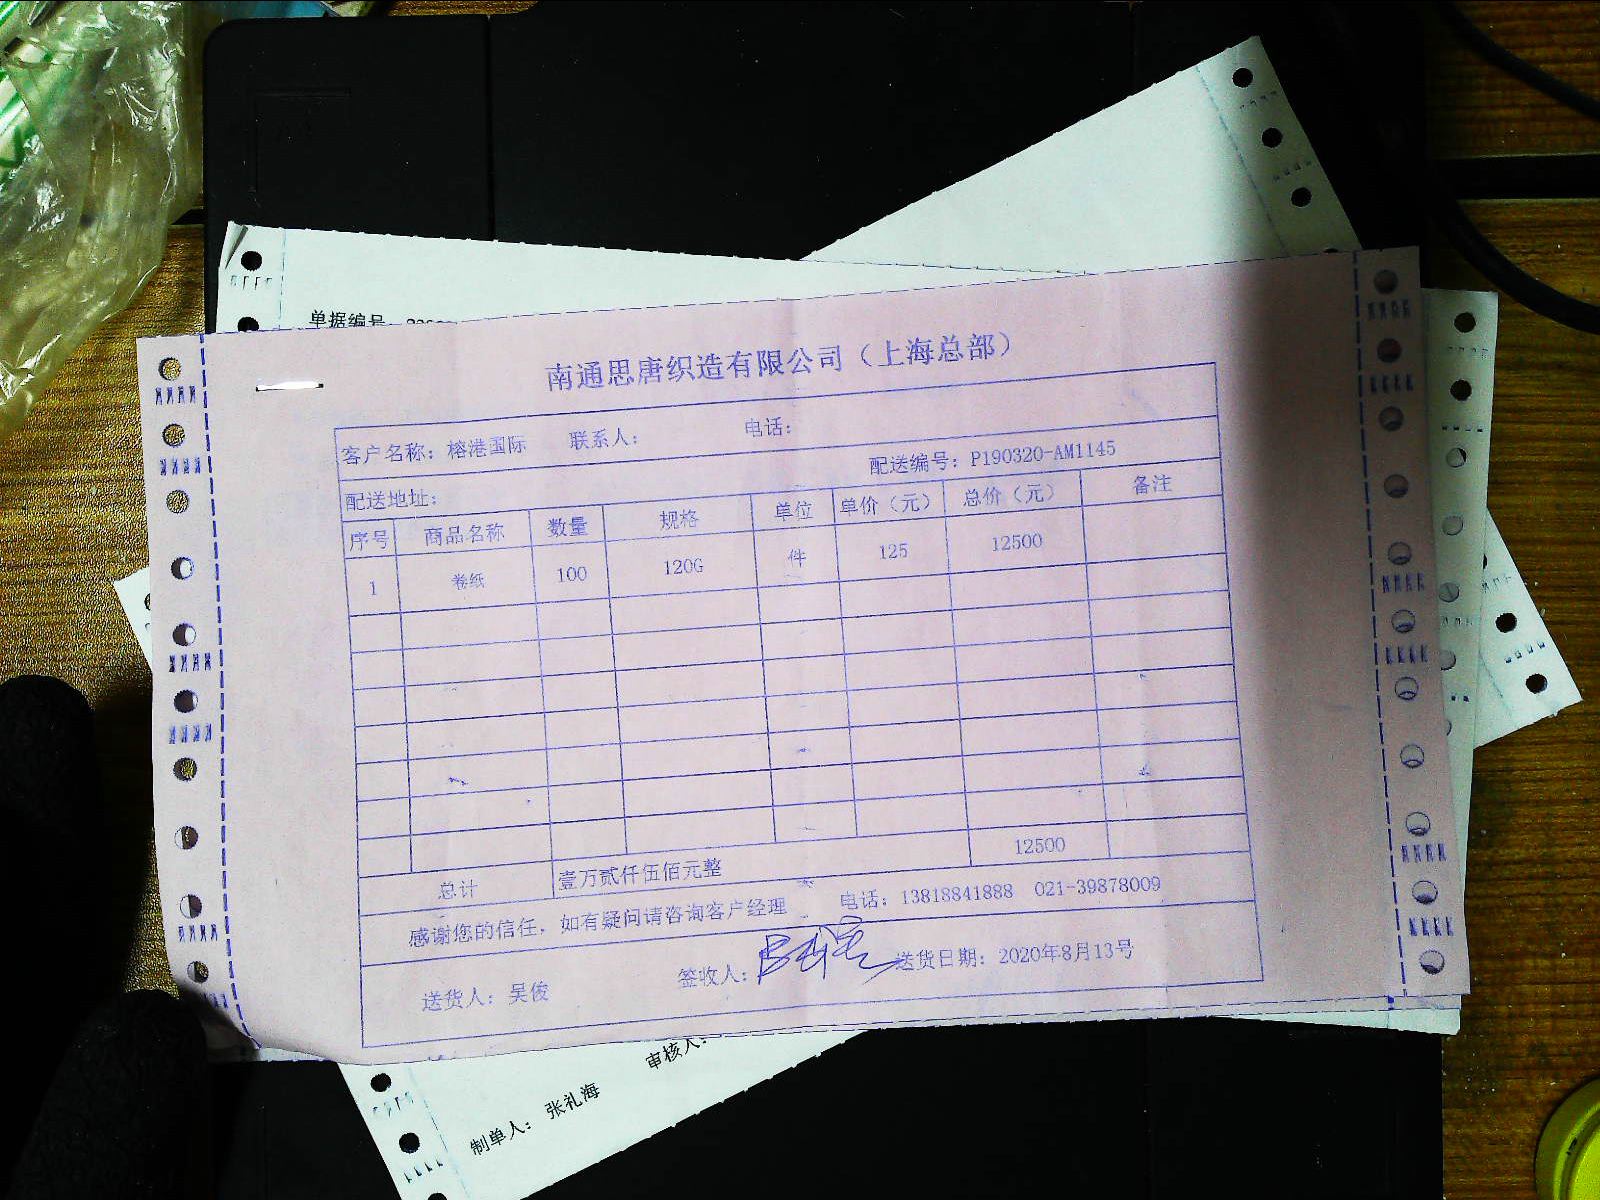 单据编号
南通思唐织造有限公司（上海总部）
客户名称：榕港国际 联系人： 电话：
配送地址： 配送编号：P190320-AM1145
序号 商品名称 数量 规格 单位 单价（元） 总价（元） 备注
1 卷纸 100 120G 件 125 12500
总计 壹万贰仟伍佰元整 12500
感谢您的信任，如有疑问请咨询客户经理 电话：13818841888 021-39878009
送货人：吴俊 签收人： 送货日期：2020年8月13号
制单人：张礼海 审核人：